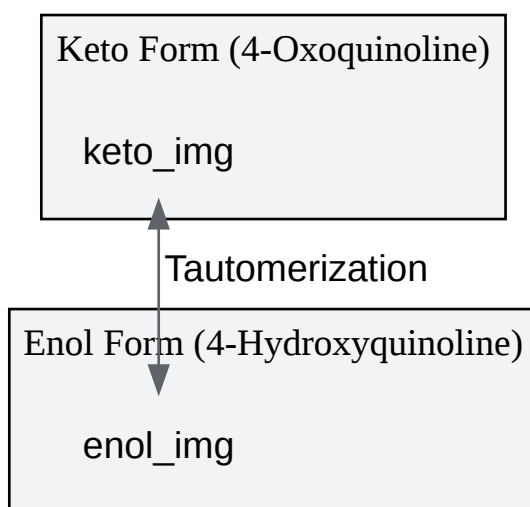 Keto Form (4-Oxoquinoline)
keto_img
Tautomerization
Enol Form (4-Hydroxyquinoline)
enol_img